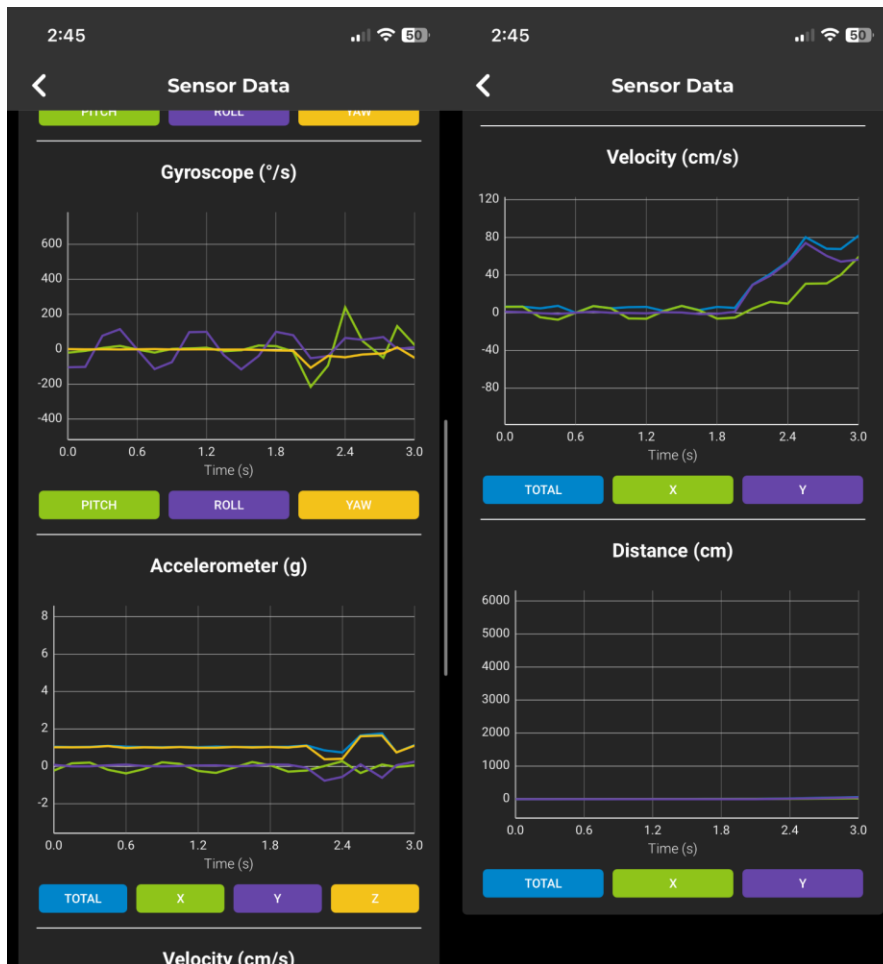 2:45
50
Sensor Data
PITCH ROLL YAW
Gyroscope (°/s)
600
400
200
0
-200
-400
0.0 0.6 1.2 1.8 2.4 3.0
Time (s)
PITCH ROLL YAW
Accelerometer (g)
8
6
4
2
0
-2
0.0 0.6 1.2 1.8 2.4 3.0
Time (s)
TOTAL X Y Z
Velocity (cm/s)
2:45
50
Sensor Data
Velocity (cm/s)
120
80
40
0
-40
-80
0.0 0.6 1.2 1.8 2.4 3.0
Time (s)
TOTAL X Y
Distance (cm)
6000
5000
4000
3000
2000
1000
0
0.0 0.6 1.2 1.8 2.4 3.0
Time (s)
TOTAL X Y